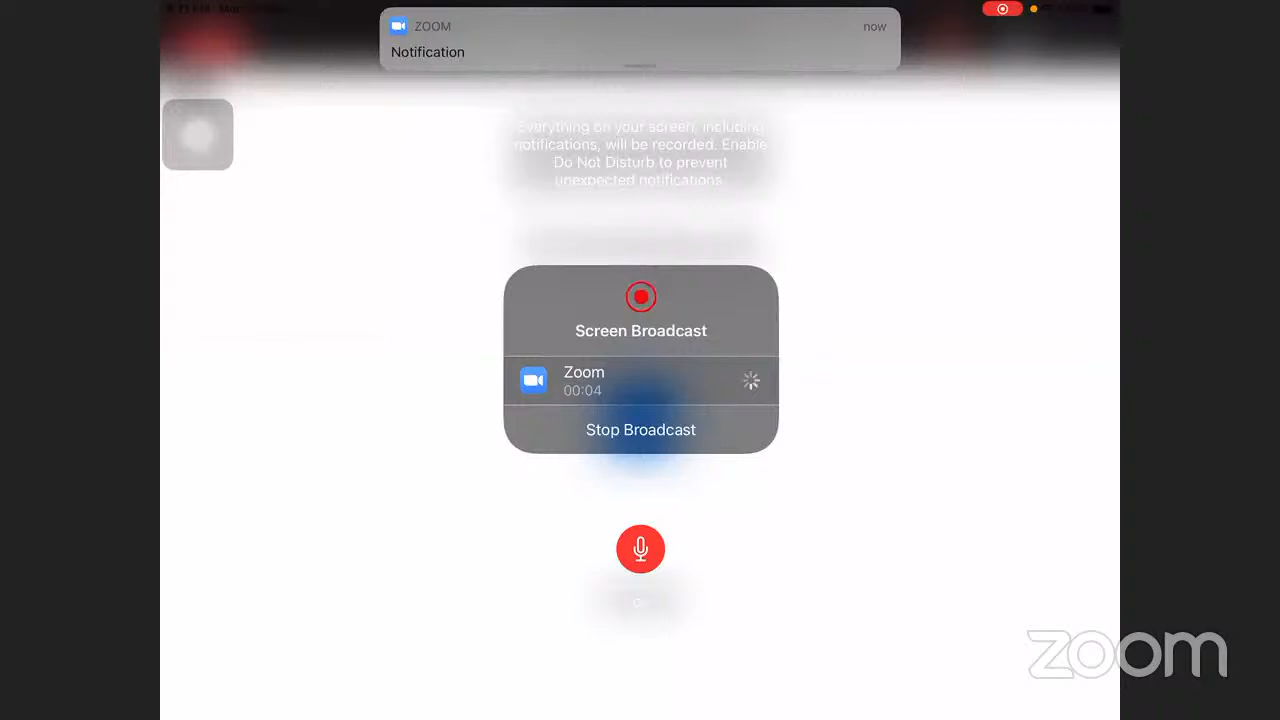 ZOOM
now
Notification
Everything on your screen, including
notifications, will be recorded. Enable
Do Not Disturb to prevent
unexpected notifications.
Screen Broadcast
Zoom
00:04
Stop Broadcast
zoom